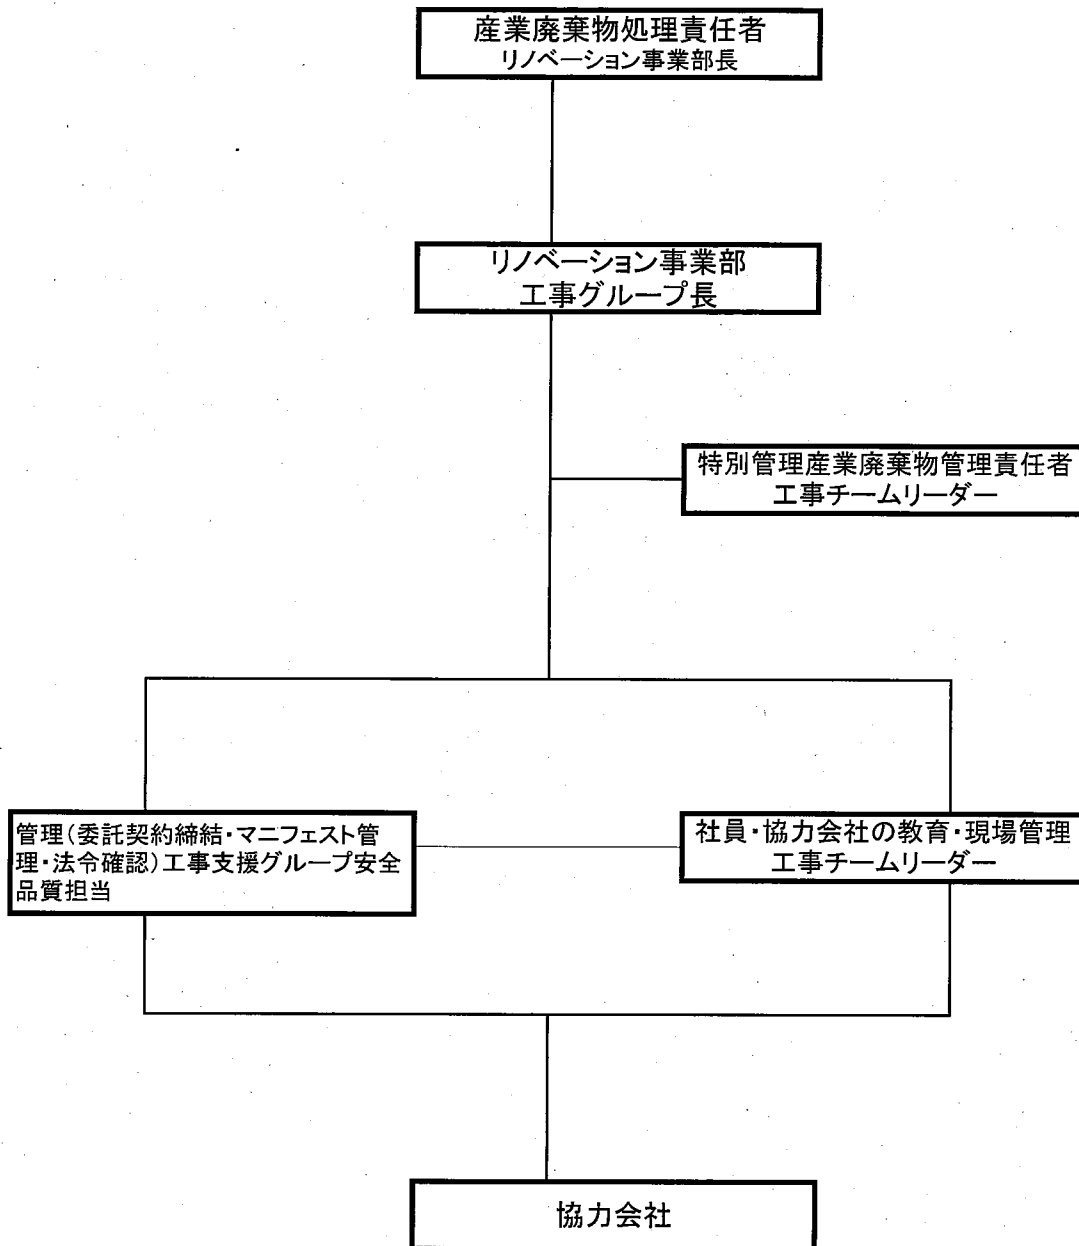 産業廃棄物処理責任者
リノベーション事業部長
リノベーション事業部
工事グループ長
特別管理産業廃棄物管理責任者
工事チームリーダー
管理(委託契約締結・マニフェスト管
理・法令確認)工事支援グループ安全
品質担当
社員・協力会社の教育・現場管理
工事チームリーダー
協力会社